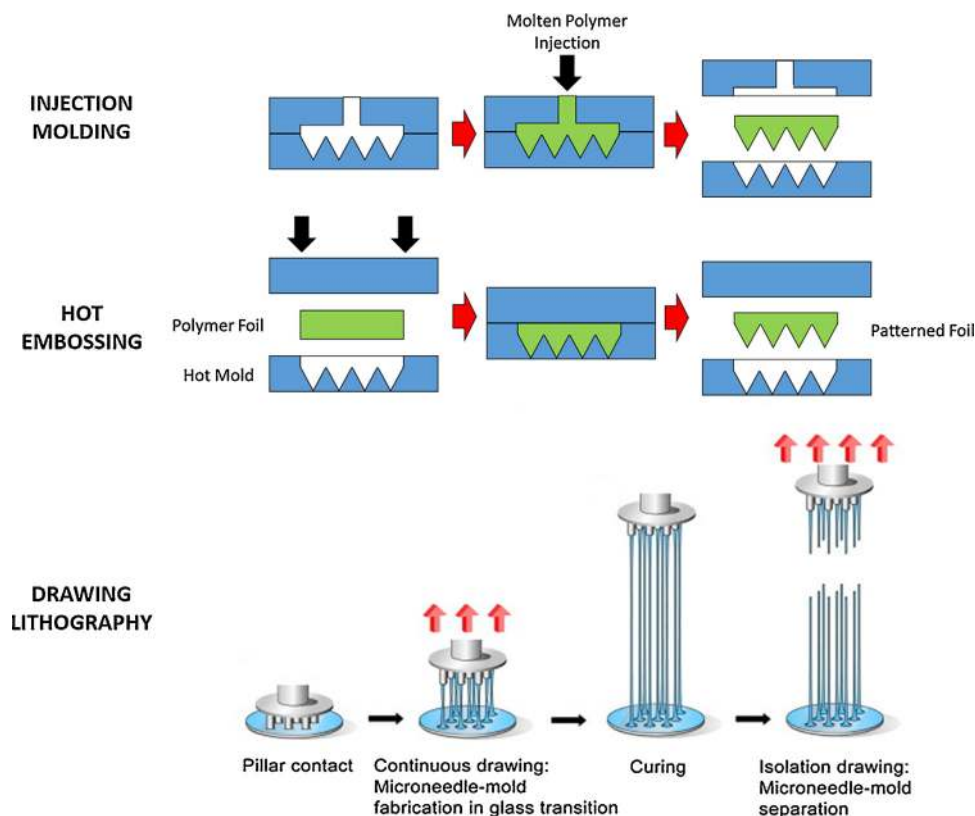 Molten Polymer
Injection
INJECTION
MOLDING
HOT
EMBOSSING
Polymer Foil
Hot Mold
Patterned Foil
DRAWING
LITHOGRAPHY
Pillar contact
Continuous drawing:
Microneedle-mold
fabrication in glass transition
Curing
Isolation drawing:
Microneedle-mold
separation